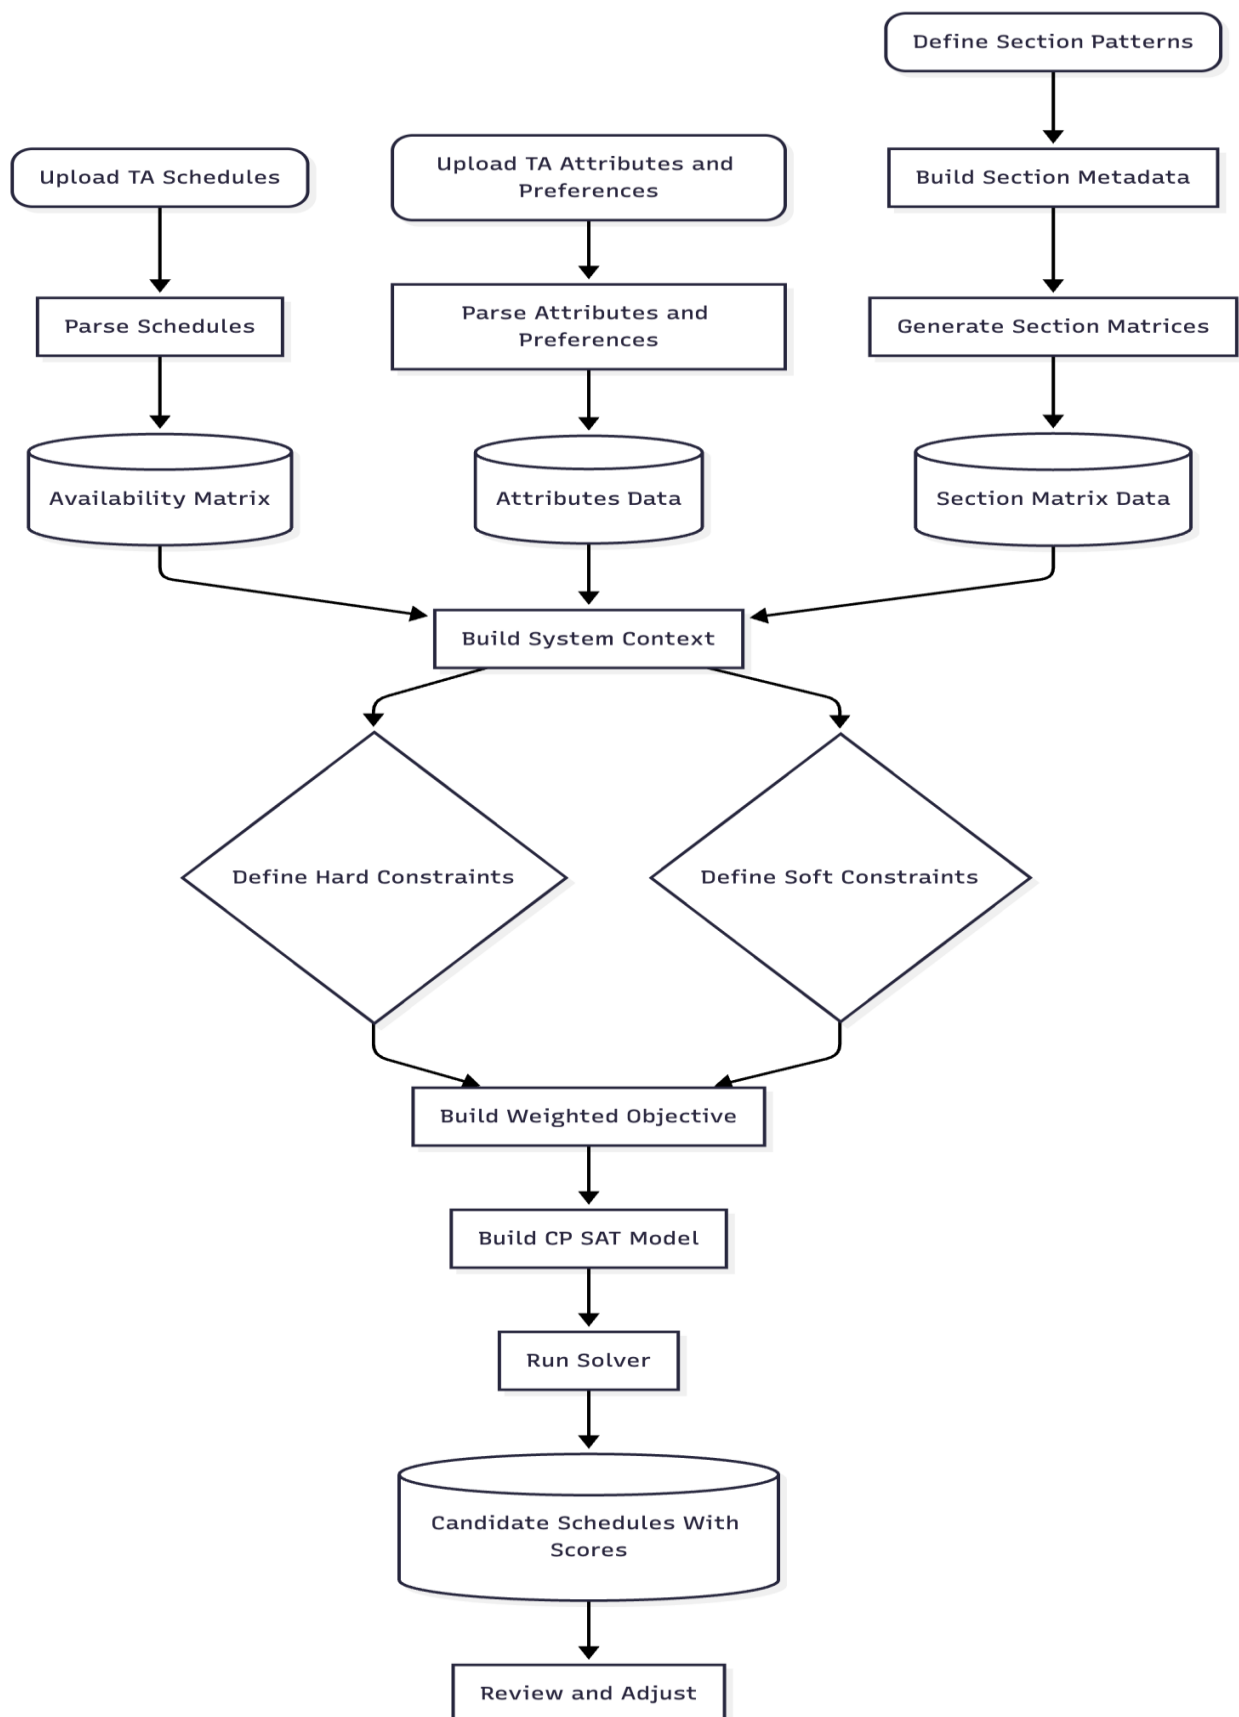 Define Section Patterns
Upload TA Schedules
Upload TA Attributes and
Preferences
Build Section Metadata
Parse Schedules
Parse Attributes and
Preferences
Generate Section Matrices
Availability Matrix
Attributes Data
Section Matrix Data
Build System Context
Define Hard Constraints
Define Soft Constraints
Build Weighted Objective
Build CP SAT Model
Run Solver
Candidate Schedules With
Scores
Review and Adjust